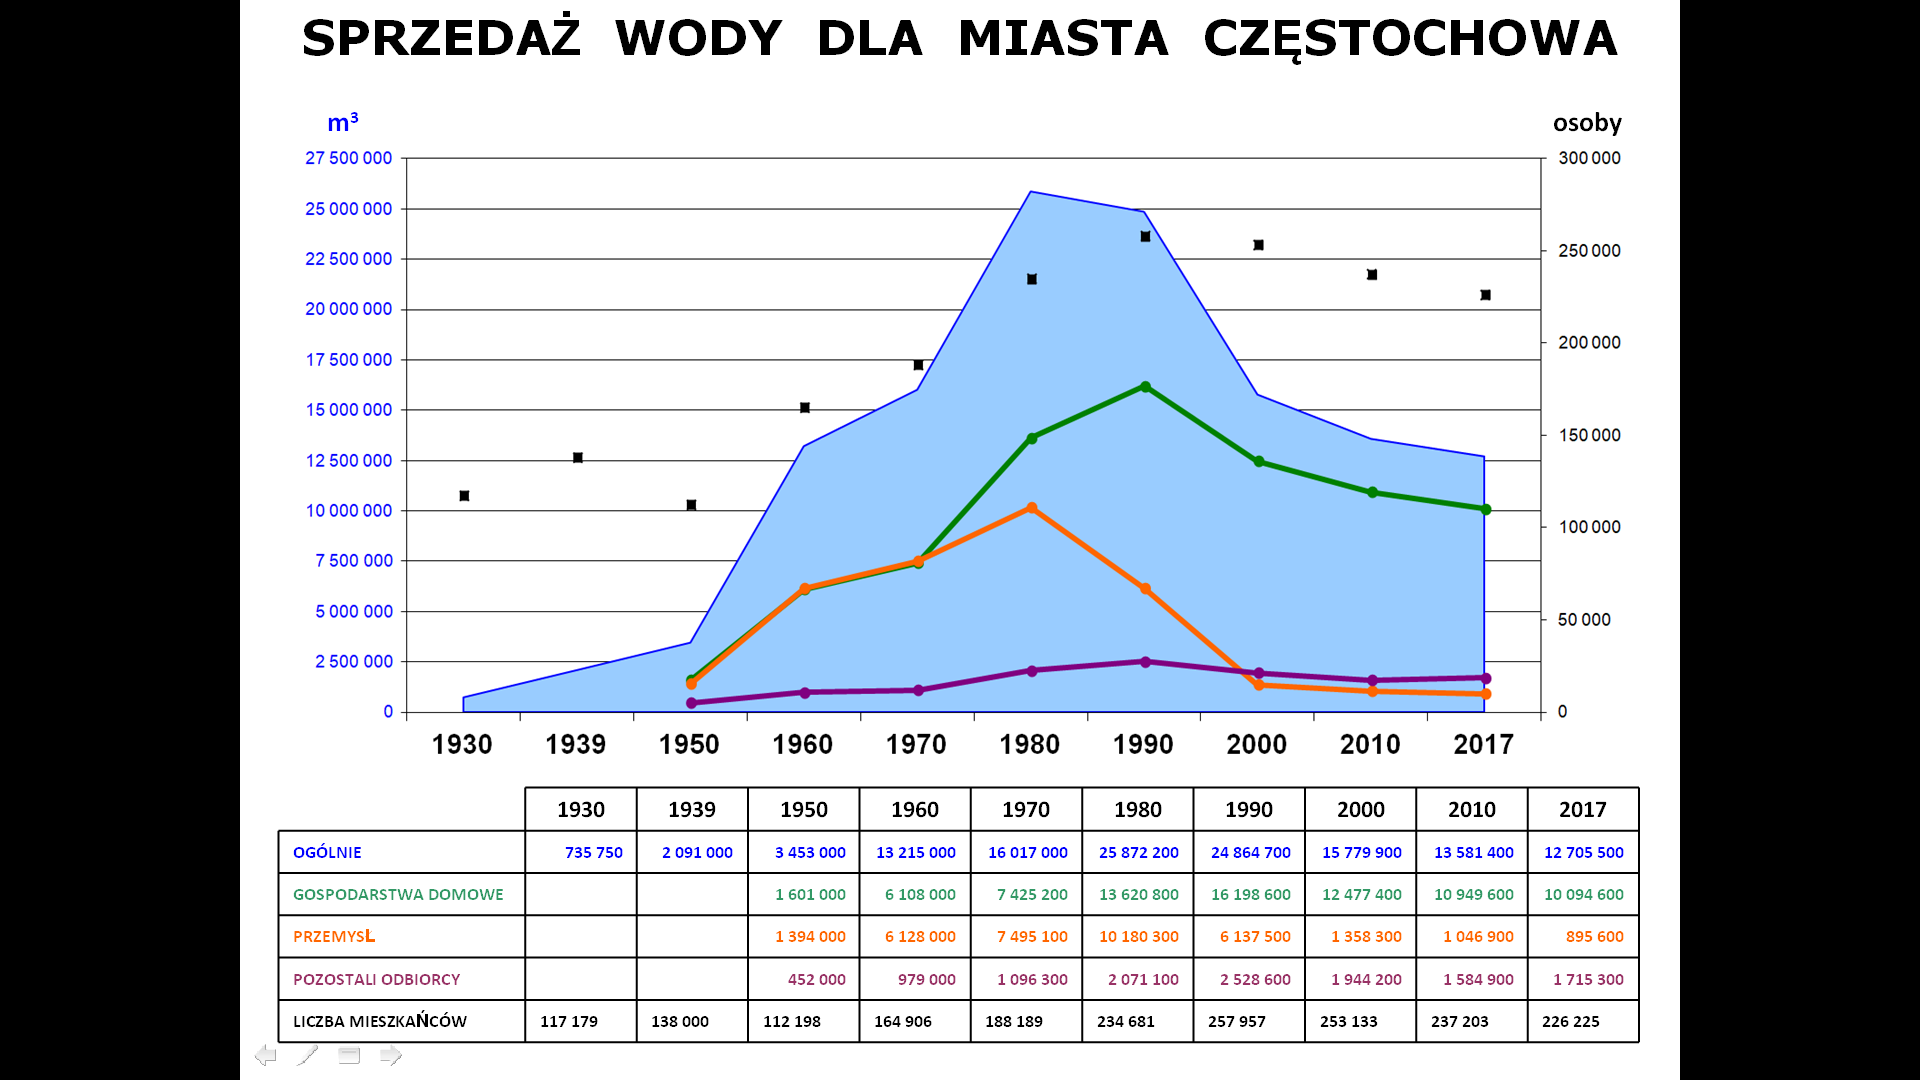 SPRZEDAŻ WODY DLA MIASTA CZĘSTOCHOWA
m³ osoby
27 500 000 300 000
25 000 000
22 500 000 250 000
20 000 000
17 500 000 200 000
15 000 000 150 000
12 500 000
10 000 000 100 000
7 500 000
5 000 000 50 000
2 500 000
0 0
1930 1939 1950 1960 1970 1980 1990 2000 2010 2017
1930 1939 1950 1960 1970 1980 1990 2000 2010 2017
OGÓLNIE 735 750 2 091 000 3 453 000 13 215 000 16 017 000 25 872 200 24 864 700 15 779 900 13 581 400 12 705 500
GOSPODARSTWA DOMOWE 1 601 000 6 108 000 7 425 200 13 620 800 16 198 600 12 477 400 10 949 600 10 094 600
PRZEMYSŁ 1 394 000 6 128 000 7 495 100 10 180 300 6 137 500 1 358 300 1 046 900 895 600
POZOSTALI ODBIORCY 452 000 979 000 1 096 300 2 071 100 2 528 600 1 944 200 1 584 900 1 715 300
LICZBA MIESZKAŃCÓW 117 179 138 000 112 198 164 906 188 189 234 681 257 957 253 133 237 203 226 225